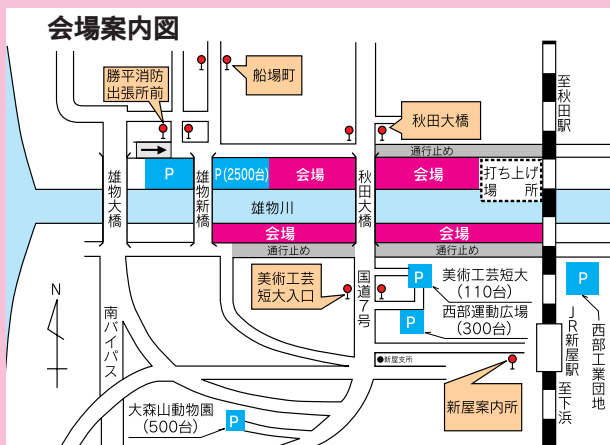 会場案内図
勝平消防
出張所前
船場町
秋田大橋
至秋田駅
通行止め
P
P(2500台)
会場
会場
打ち上げ
場所
雄物大橋
雄物新橋
秋田大橋
雄物川
会場
会場
通行止め
通行止め
N
南バイパス
美術工芸
短大入口
国道7号
P
美術工芸短大
(110台)
P
西部運動広場
(300台)
P
西部工業団地
JR新屋駅
至下浜
●新屋支所
新屋案内所
大森山動物園
(500台)
P